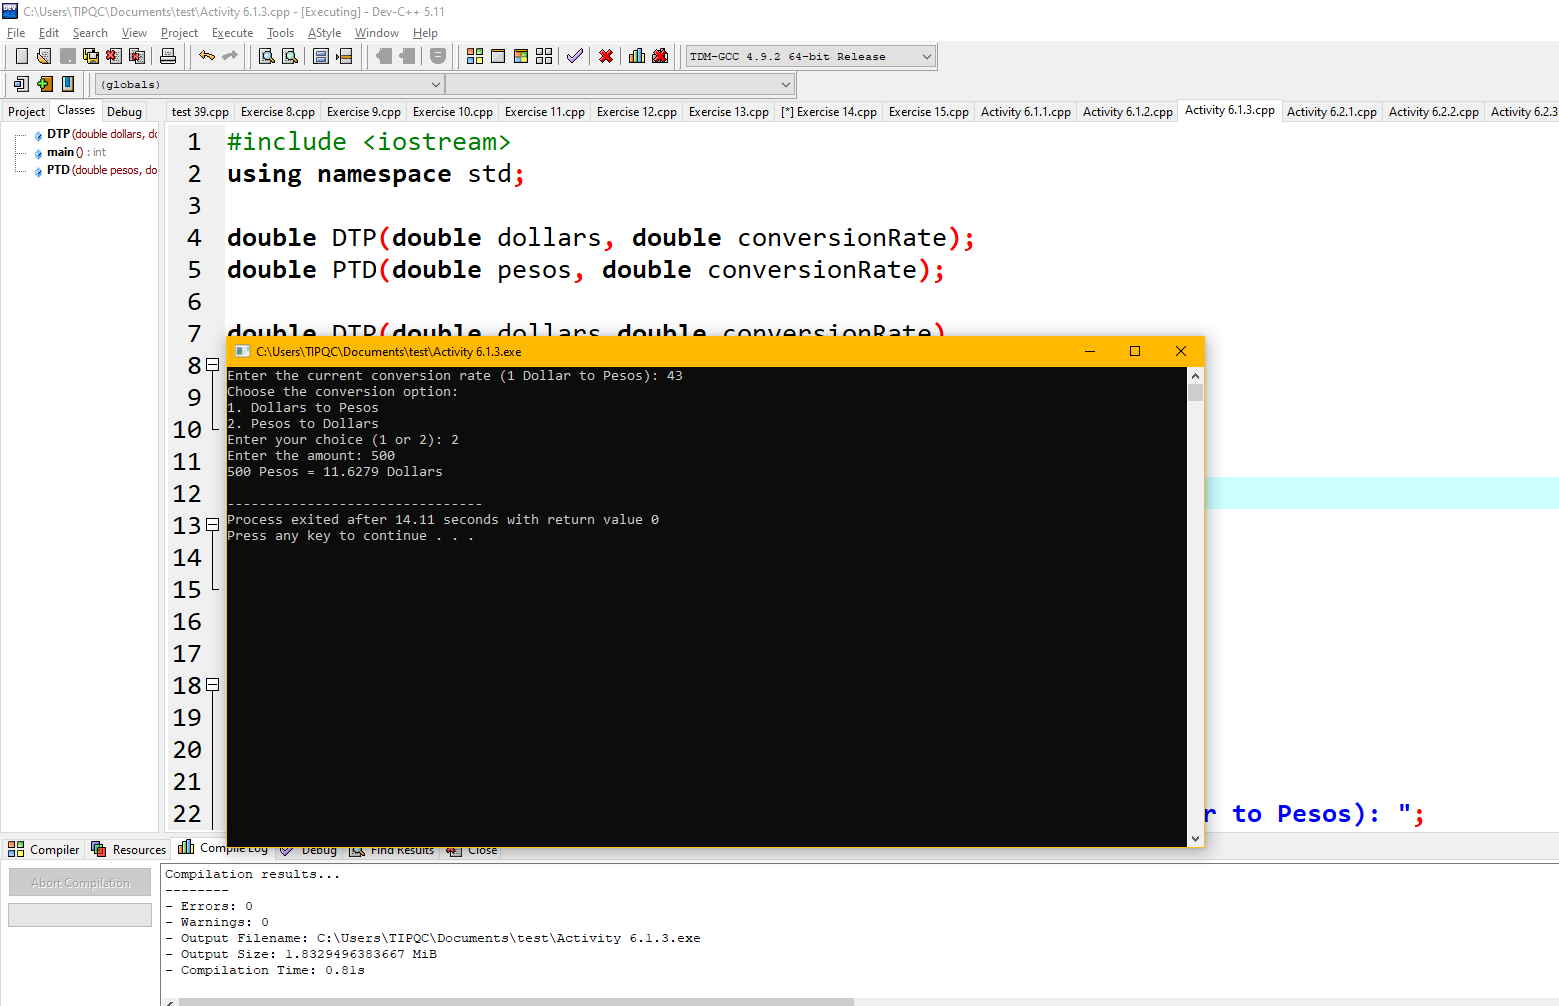 C:\Users\TIPQC\Documents\test\Activity 6.1.3.cpp - [Executing] - Dev-C++ 5.11
File Edit Search View Project Execute Tools AStyle Window Help
TDM-GCC 4.9.2 64-bit Release
(globals)
Project Classes Debug
test 39.cpp Exercise 8.cpp Exercise 9.cpp Exercise 10.cpp Exercise 11.cpp Exercise 12.cpp Exercise 13.cpp [*] Exercise 14.cpp Exercise 15.cpp Activity 6.1.1.cpp Activity 6.1.2.cpp Activity 6.1.3.cpp Activity 6.2.1.cpp Activity 6.2.2.cpp Activity 6.2.3
DTP (double dollars, do
main () : int
PTD (double pesos, do
1 #include <iostream>
2 using namespace std;
3
4 double DTP(double dollars, double conversionRate);
5 double PTD(double pesos, double conversionRate);
6
7 double DTP(double dollars, double conversionRate)
8
9
10
11
12
13
14
15
16
17
18
19
20
21
22 r to Pesos): ";
C:\Users\TIPQC\Documents\test\Activity 6.1.3.exe
Enter the current conversion rate (1 Dollar to Pesos): 43
Choose the conversion option:
1. Dollars to Pesos
2. Pesos to Dollars
Enter your choice (1 or 2): 2
Enter the amount: 500
500 Pesos = 11.6279 Dollars
--------------------------------
Process exited after 14.11 seconds with return value 0
Press any key to continue . . .
Compiler Resources Compile Log Debug Find Results Close
Abort Compilation
Compilation results...
--------
- Errors: 0
- Warnings: 0
- Output Filename: C:\Users\TIPQC\Documents\test\Activity 6.1.3.exe
- Output Size: 1.8329496383667 MiB
- Compilation Time: 0.81s